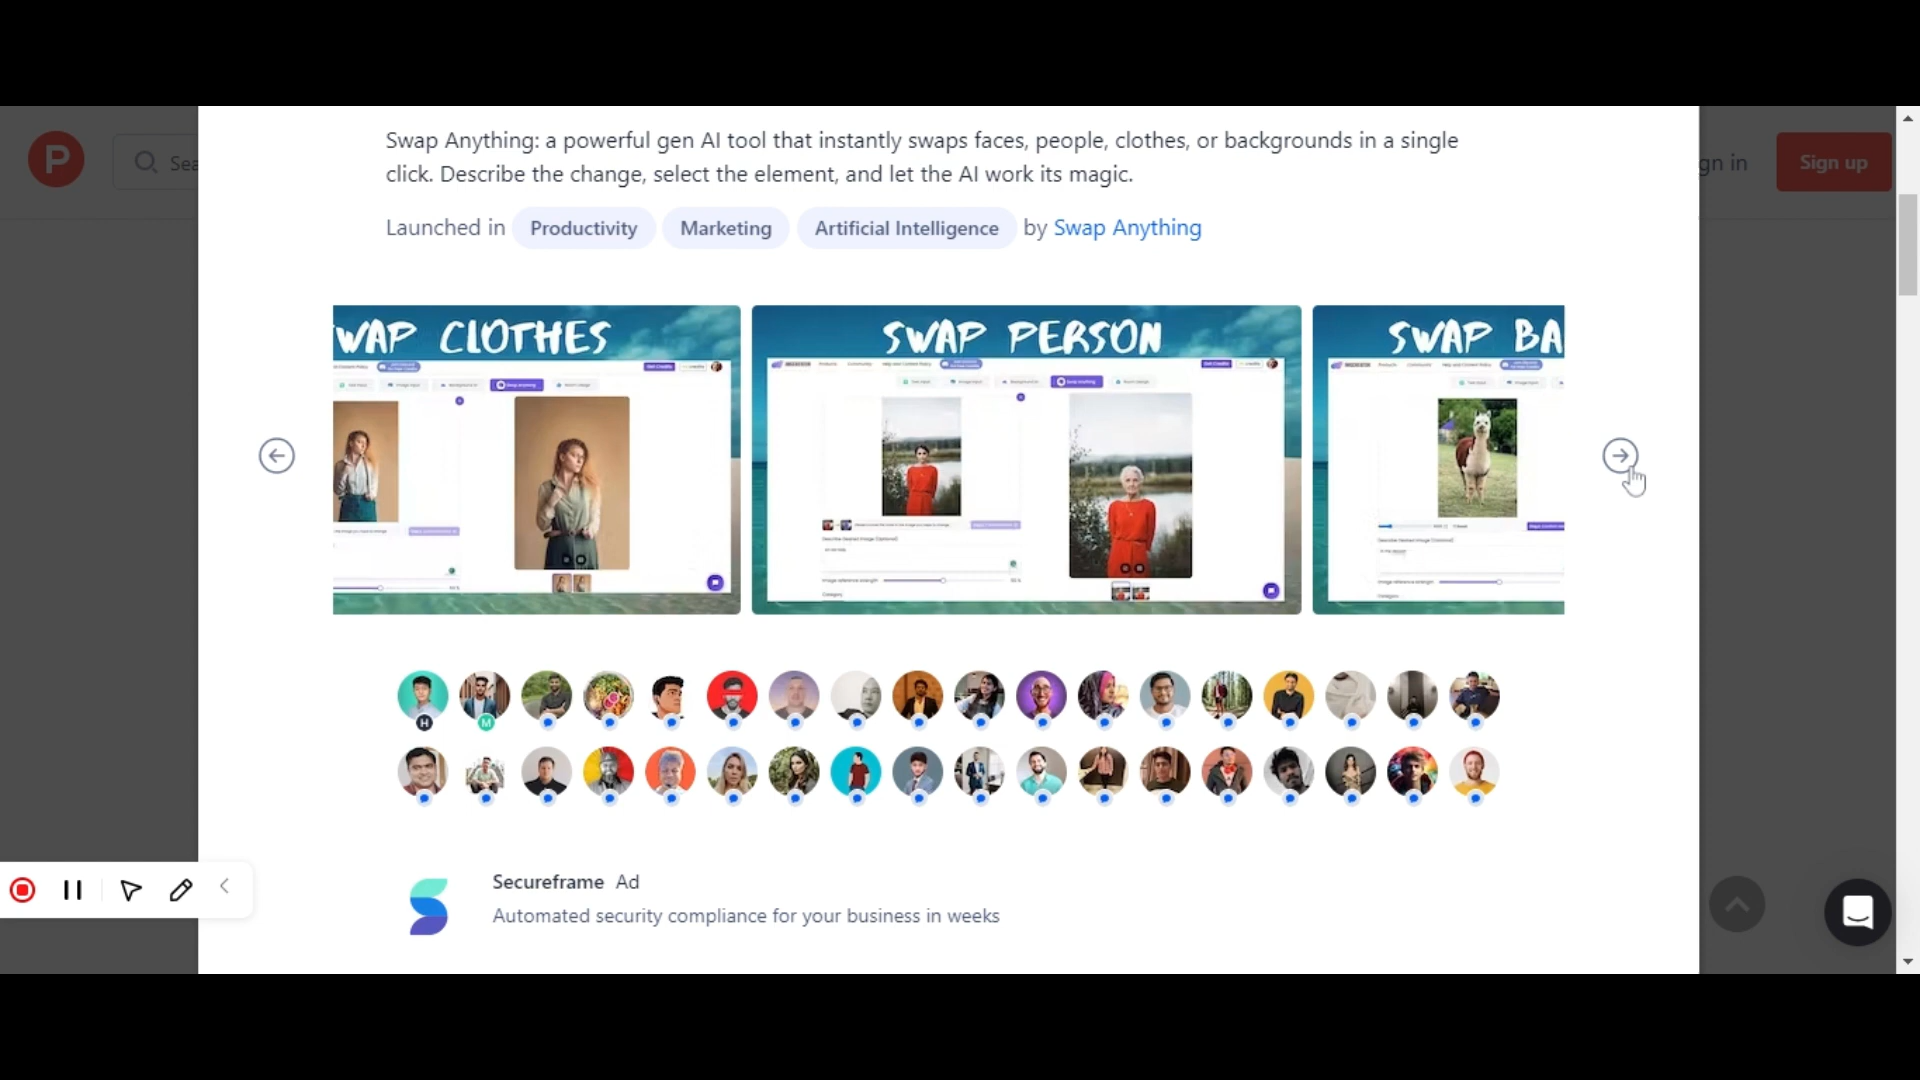 P
Sea
gn in
Sign up
Swap Anything: a powerful gen AI tool that instantly swaps faces, people, clothes, or backgrounds in a single
click. Describe the change, select the element, and let the AI work its magic.
Launched in Productivity Marketing Artificial Intelligence by Swap Anything
WAP CLOTHES
SWAP PERSON
SWAP BA
H
M
Secureframe Ad
Automated security compliance for your business in weeks